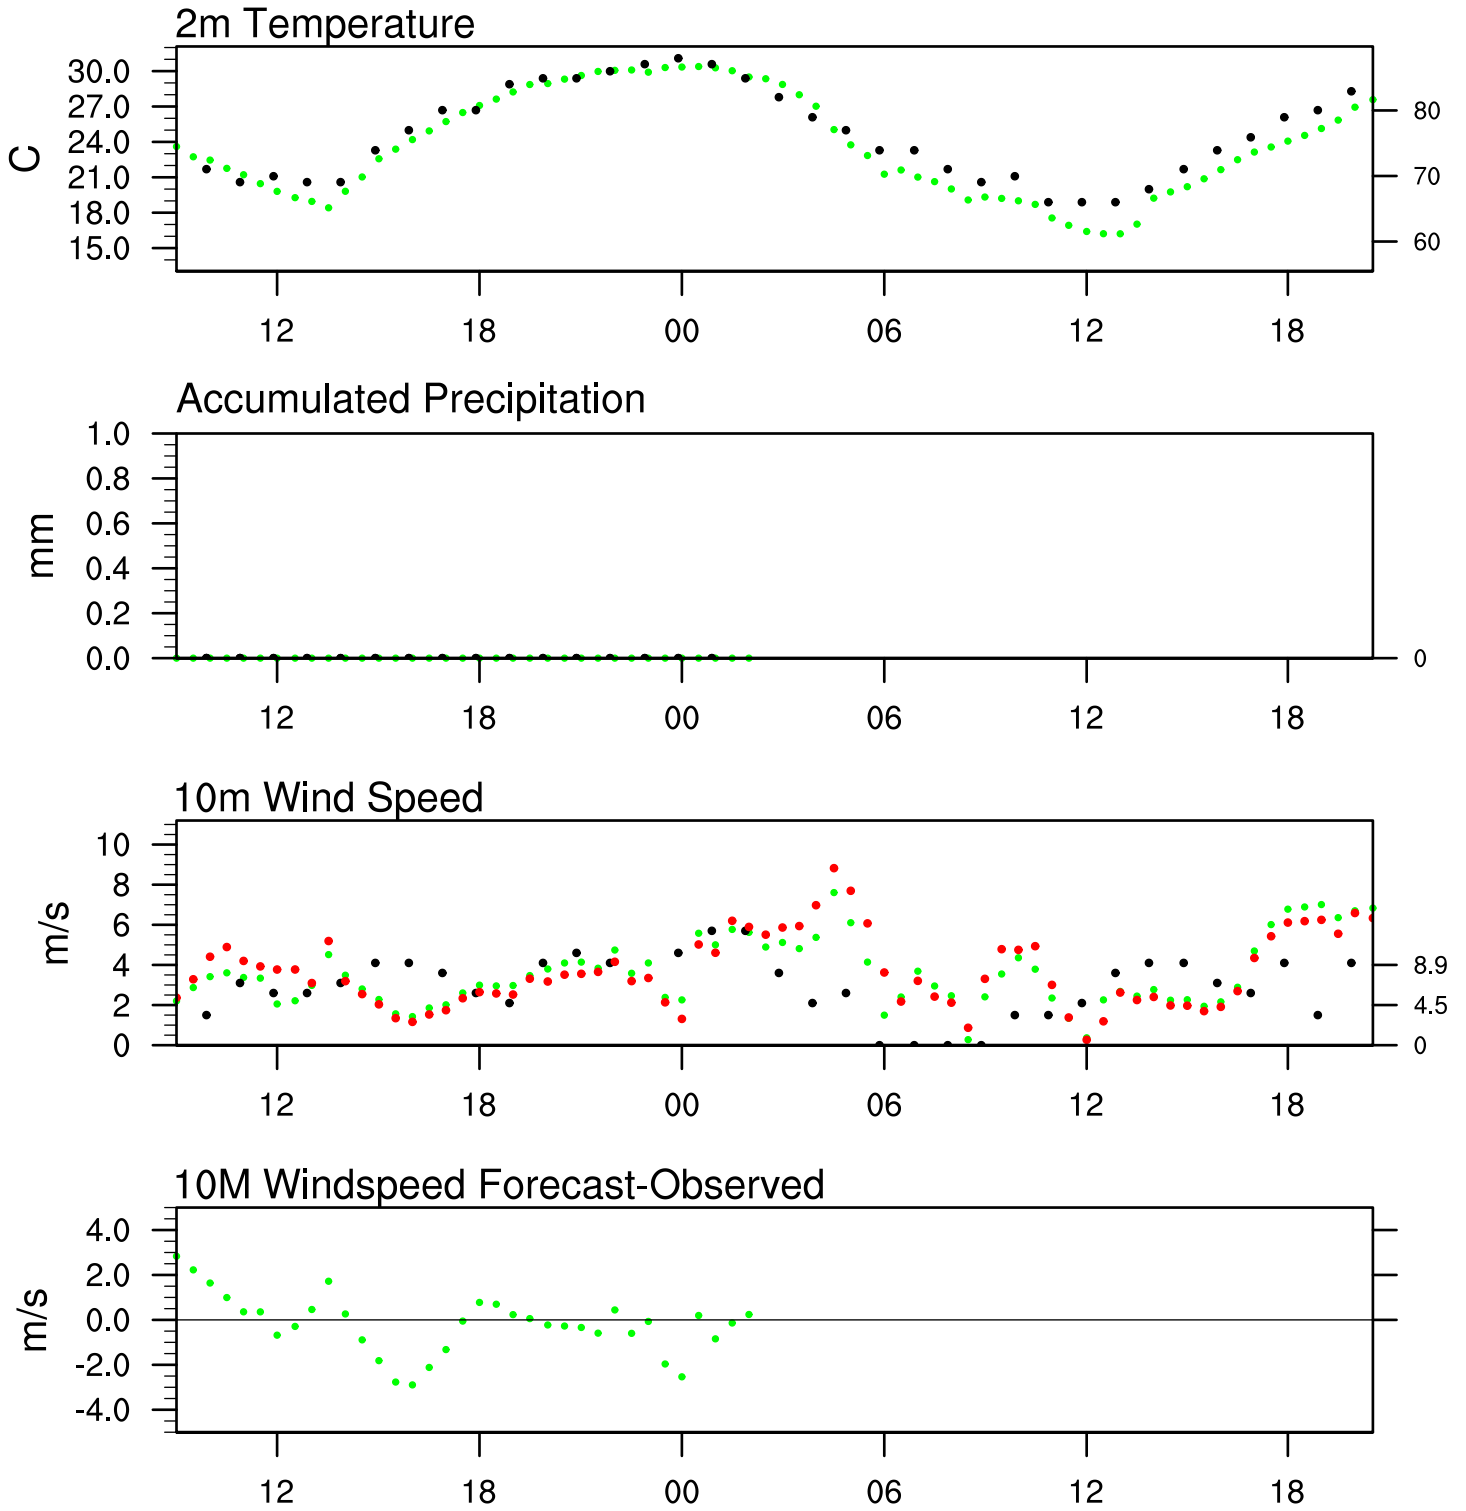 2m Temperature
30.0
27.0
24.0
21.0
18.0
15.0
C
80
70
60
12 18 00 06 12 18
Accumulated Precipitation
1.0
0.8
0.6
0.4
0.2
0.0
mm
0
12 18 00 06 12 18
10m Wind Speed
10
8
6
4
2
0
m/s
8.9
4.5
0
12 18 00 06 12 18
10M Windspeed Forecast-Observed
4.0
2.0
0.0
-2.0
-4.0
m/s
12 18 00 06 12 18